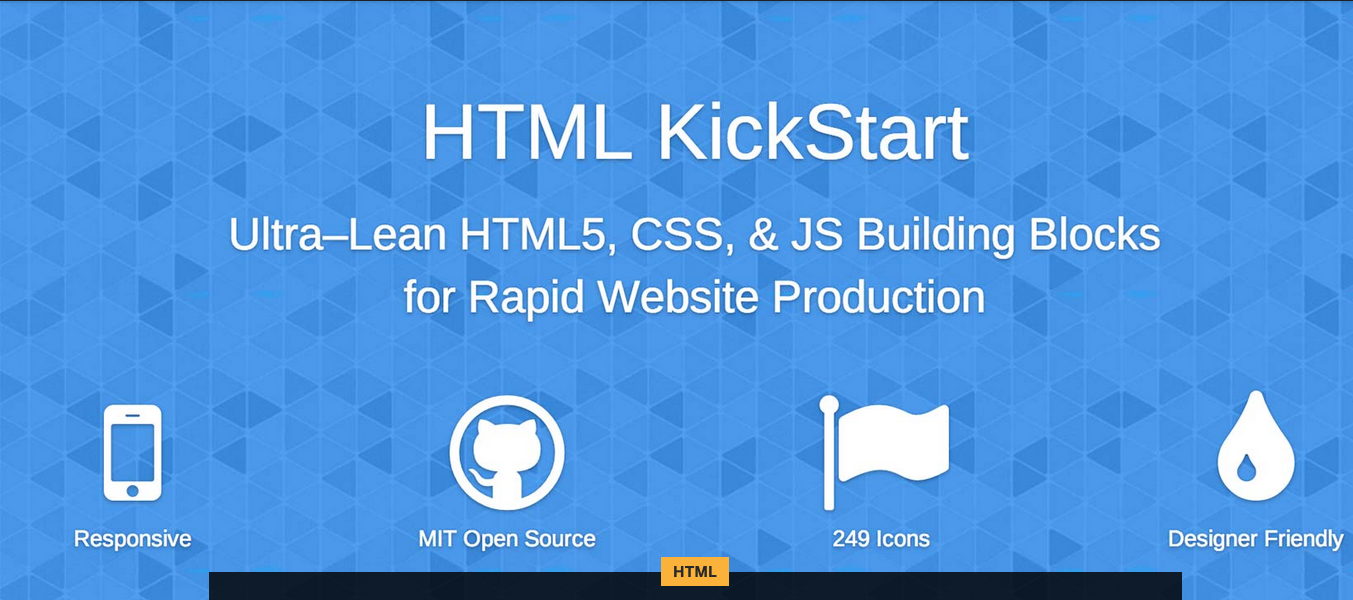 HTML KickStart
Ultra–Lean HTML5, CSS, & JS Building Blocks
for Rapid Website Production
Responsive
MIT Open Source
249 Icons
Designer Friendly
HTML